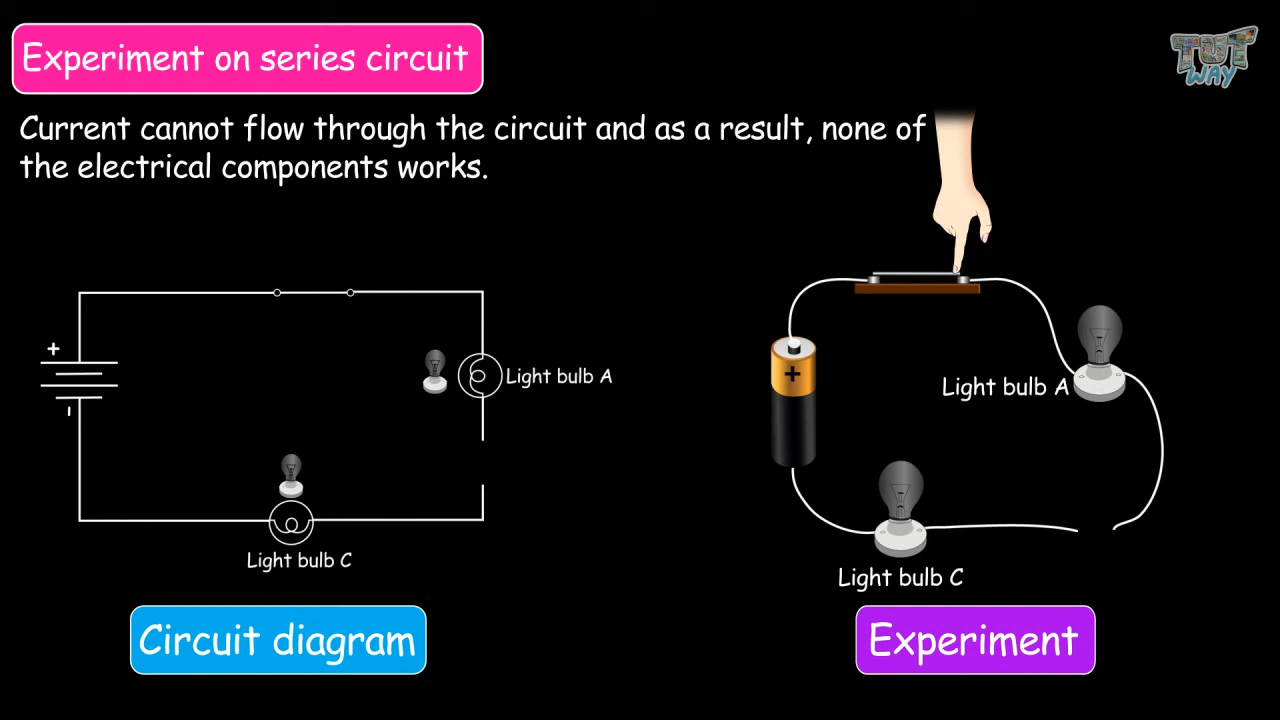 Experiment on series circuit
TUT
WAY
Current cannot flow through the circuit and as a result, none of
the electrical components works.
+
-
Light bulb A
Light bulb C
+
Light bulb A
Light bulb C
Circuit diagram
Experiment